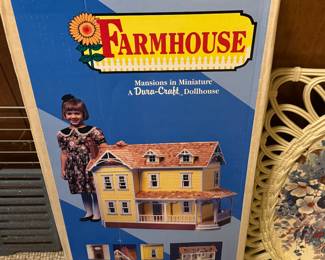 FARMHOUSE
Mansions in Miniature
A Dura-Craft Dollhouse